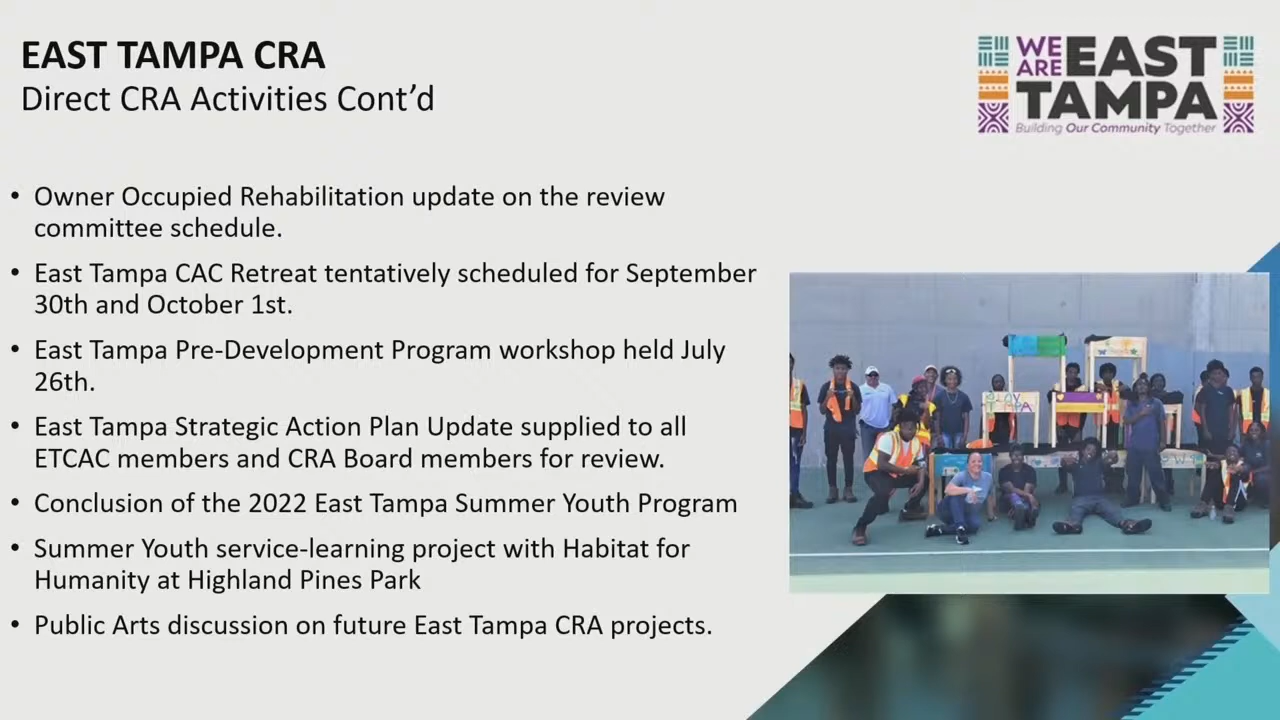 EAST TAMPA CRA
Direct CRA Activities Cont’d
WE ARE EAST TAMPA
Building Our Community Together
• Owner Occupied Rehabilitation update on the review
committee schedule.
• East Tampa CAC Retreat tentatively scheduled for September
30th and October 1st.
• East Tampa Pre-Development Program workshop held July
26th.
• East Tampa Strategic Action Plan Update supplied to all
ETCAC members and CRA Board members for review.
• Conclusion of the 2022 East Tampa Summer Youth Program
• Summer Youth service-learning project with Habitat for
Humanity at Highland Pines Park
• Public Arts discussion on future East Tampa CRA projects.